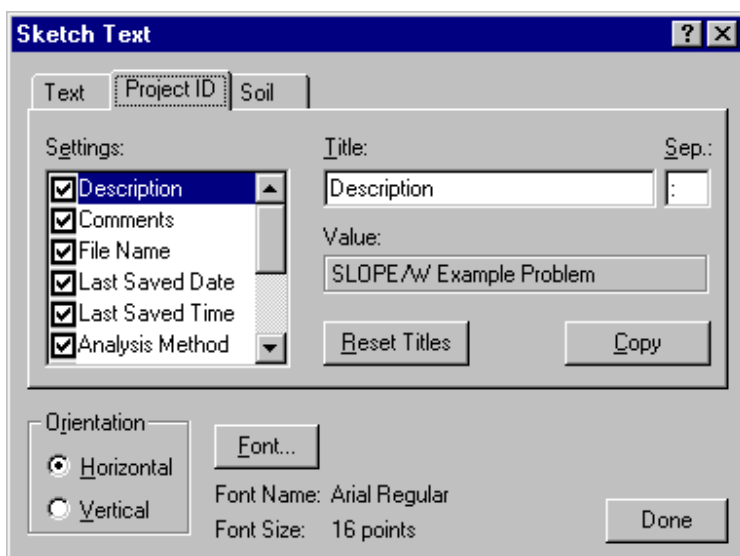 Sketch Text
Text Project ID Soil
Settings: Title: Sep.:
Description Description :
Comments
File Name Value:
Last Saved Date SLOPE/W Example Problem
Last Saved Time
Analysis Method Reset Titles Copy
Orientation
Horizontal Font...
Vertical Font Name: Arial Regular
Font Size: 16 points Done